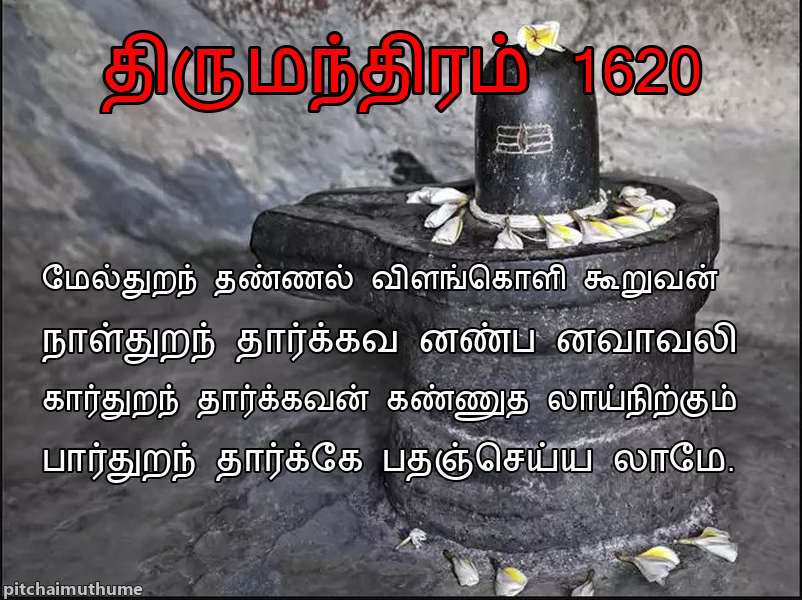 திருமந்திரம் 1620
மேல்துறந் தண்ணல் விளங்கொளி கூறுவன்
நாள்துறந் தார்க்கவ னண்ப னவாவலி
கார்துறந் தார்க்கவன் கண்ணுத லாய்நிற்கும்
பார்துறந் தார்க்கே பதஞ்செய்ய லாமே.
pitchaimuthume